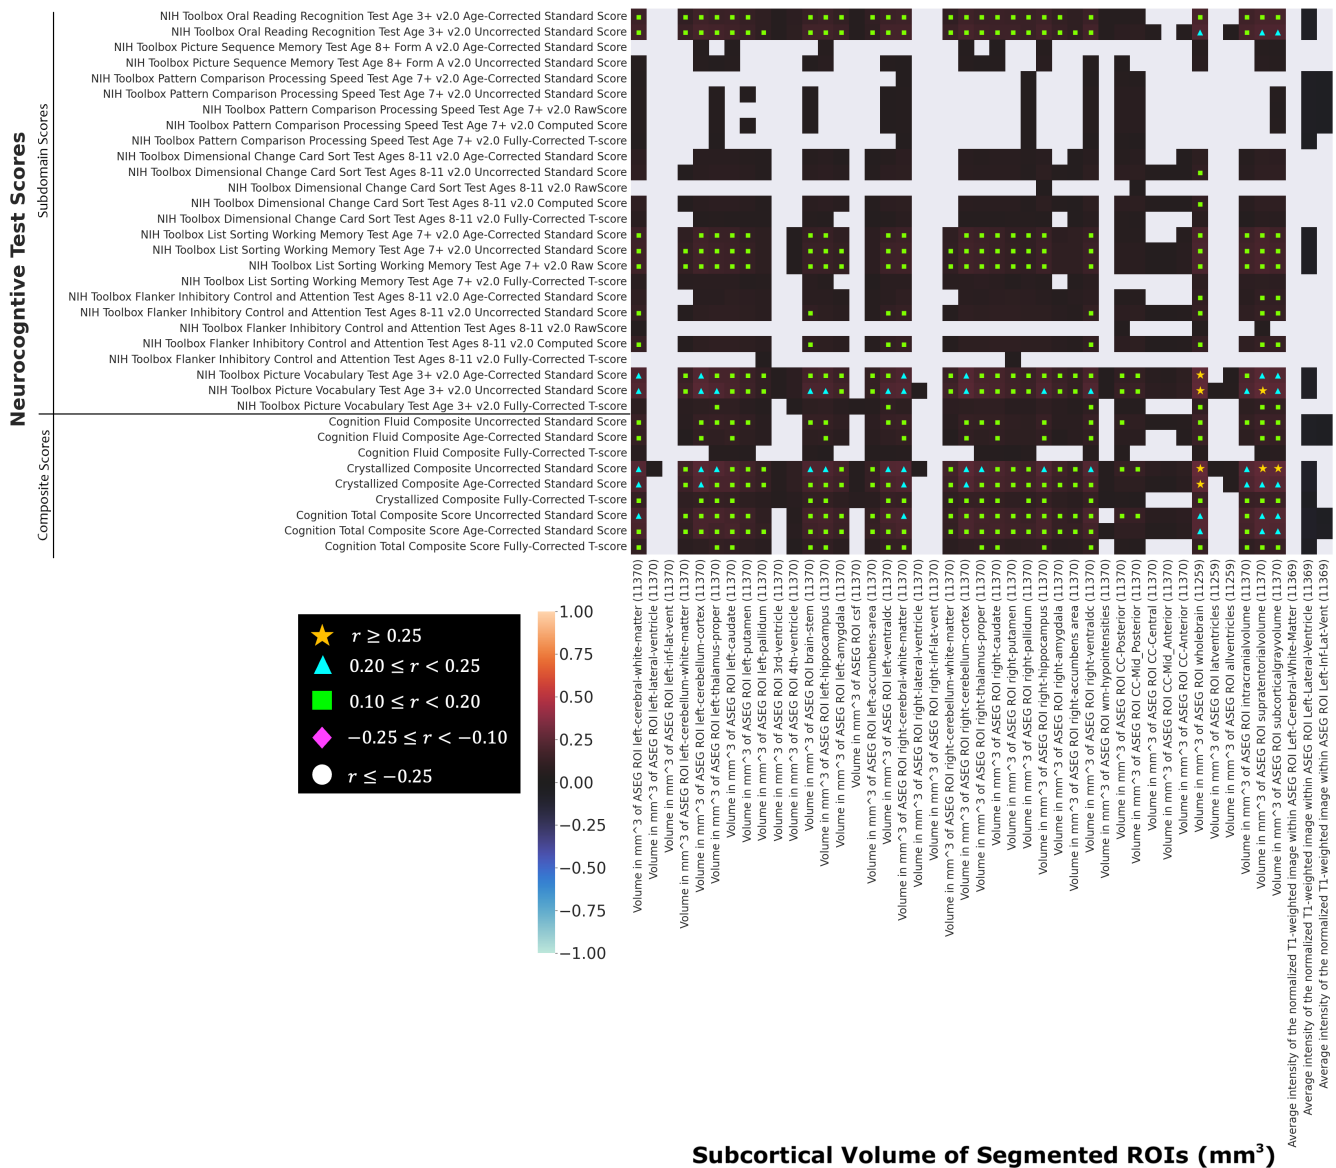 Neurocogntive Test Scores
Subdomain Scores
Composite Scores
NIH Toolbox Oral Reading Recognition Test Age 3+ v2.0 Age-Corrected Standard Score
NIH Toolbox Oral Reading Recognition Test Age 3+ v2.0 Uncorrected Standard Score
NIH Toolbox Picture Sequence Memory Test Age 8+ Form A v2.0 Age-Corrected Standard Score
NIH Toolbox Picture Sequence Memory Test Age 8+ Form A v2.0 Uncorrected Standard Score
NIH Toolbox Pattern Comparison Processing Speed Test Age 7+ v2.0 Age-Corrected Standard Score
NIH Toolbox Pattern Comparison Processing Speed Test Age 7+ v2.0 Uncorrected Standard Score
NIH Toolbox Pattern Comparison Processing Speed Test Age 7+ v2.0 RawScore
NIH Toolbox Pattern Comparison Processing Speed Test Age 7+ v2.0 Computed Score
NIH Toolbox Pattern Comparison Processing Speed Test Age 7+ v2.0 Fully-Corrected T-score
NIH Toolbox Dimensional Change Card Sort Test Ages 8-11 v2.0 Age-Corrected Standard Score
NIH Toolbox Dimensional Change Card Sort Test Ages 8-11 v2.0 Uncorrected Standard Score
NIH Toolbox Dimensional Change Card Sort Test Ages 8-11 v2.0 RawScore
NIH Toolbox Dimensional Change Card Sort Test Ages 8-11 v2.0 Computed Score
NIH Toolbox Dimensional Change Card Sort Test Ages 8-11 v2.0 Fully-Corrected T-score
NIH Toolbox List Sorting Working Memory Test Age 7+ v2.0 Age-Corrected Standard Score
NIH Toolbox List Sorting Working Memory Test Age 7+ v2.0 Uncorrected Standard Score
NIH Toolbox List Sorting Working Memory Test Age 7+ v2.0 Raw Score
NIH Toolbox List Sorting Working Memory Test Age 7+ v2.0 Fully-Corrected T-score
NIH Toolbox Flanker Inhibitory Control and Attention Test Ages 8-11 v2.0 Age-Corrected Standard Score
NIH Toolbox Flanker Inhibitory Control and Attention Test Ages 8-11 v2.0 Uncorrected Standard Score
NIH Toolbox Flanker Inhibitory Control and Attention Test Ages 8-11 v2.0 RawScore
NIH Toolbox Flanker Inhibitory Control and Attention Test Ages 8-11 v2.0 Computed Score
NIH Toolbox Flanker Inhibitory Control and Attention Test Ages 8-11 v2.0 Fully-Corrected T-score
NIH Toolbox Picture Vocabulary Test Age 3+ v2.0 Age-Corrected Standard Score
NIH Toolbox Picture Vocabulary Test Age 3+ v2.0 Uncorrected Standard Score
NIH Toolbox Picture Vocabulary Test Age 3+ v2.0 Fully-Corrected T-score
Cognition Fluid Composite Uncorrected Standard Score
Cognition Fluid Composite Age-Corrected Standard Score
Cognition Fluid Composite Fully-Corrected T-score
Crystallized Composite Uncorrected Standard Score
Crystallized Composite Age-Corrected Standard Score
Crystallized Composite Fully-Corrected T-score
Cognition Total Composite Score Uncorrected Standard Score
Cognition Total Composite Score Age-Corrected Standard Score
Cognition Total Composite Score Fully-Corrected T-score
r ≥ 0.25
0.20 ≤ r < 0.25
0.10 ≤ r < 0.20
−0.25 ≤ r < −0.10
r ≤ −0.25
1.00
0.75
0.50
0.25
0.00
−0.25
−0.50
−0.75
−1.00
Volume in mm^3 of ASEG ROI left-cerebral-white-matter (11370)
Volume in mm^3 of ASEG ROI left-lateral-ventricle (11370)
Volume in mm^3 of ASEG ROI left-inf-lat-vent (11370)
Volume in mm^3 of ASEG ROI left-cerebellum-white-matter (11370)
Volume in mm^3 of ASEG ROI left-cerebellum-cortex (11370)
Volume in mm^3 of ASEG ROI left-thalamus-proper (11370)
Volume in mm^3 of ASEG ROI left-caudate (11370)
Volume in mm^3 of ASEG ROI left-putamen (11370)
Volume in mm^3 of ASEG ROI left-pallidum (11370)
Volume in mm^3 of ASEG ROI 3rd-ventricle (11370)
Volume in mm^3 of ASEG ROI 4th-ventricle (11370)
Volume in mm^3 of ASEG ROI brain-stem (11370)
Volume in mm^3 of ASEG ROI left-hippocampus (11370)
Volume in mm^3 of ASEG ROI left-amygdala (11370)
Volume in mm^3 of ASEG ROI csf (11370)
Volume in mm^3 of ASEG ROI left-accumbens-area (11370)
Volume in mm^3 of ASEG ROI left-ventraldc (11370)
Volume in mm^3 of ASEG ROI right-cerebral-white-matter (11370)
Volume in mm^3 of ASEG ROI right-lateral-ventricle (11370)
Volume in mm^3 of ASEG ROI right-inf-lat-vent (11370)
Volume in mm^3 of ASEG ROI right-cerebellum-white-matter (11370)
Volume in mm^3 of ASEG ROI right-cerebellum-cortex (11370)
Volume in mm^3 of ASEG ROI right-thalamus-proper (11370)
Volume in mm^3 of ASEG ROI right-caudate (11370)
Volume in mm^3 of ASEG ROI right-putamen (11370)
Volume in mm^3 of ASEG ROI right-pallidum (11370)
Volume in mm^3 of ASEG ROI right-hippocampus (11370)
Volume in mm^3 of ASEG ROI right-amygdala (11370)
Volume in mm^3 of ASEG ROI right-accumbens area (11370)
Volume in mm^3 of ASEG ROI right-ventraldc (11370)
Volume in mm^3 of ASEG ROI wm-hypointensities (11370)
Volume in mm^3 of ASEG ROI CC-Posterior (11370)
Volume in mm^3 of ASEG ROI CC-Mid_Posterior (11370)
Volume in mm^3 of ASEG ROI CC-Central (11370)
Volume in mm^3 of ASEG ROI CC-Mid_Anterior (11370)
Volume in mm^3 of ASEG ROI CC-Anterior (11370)
Volume in mm^3 of ASEG ROI wholebrain (11259)
Volume in mm^3 of ASEG ROI latventricles (11259)
Volume in mm^3 of ASEG ROI allventricles (11259)
Volume in mm^3 of ASEG ROI intracranialvolume (11370)
Volume in mm^3 of ASEG ROI supratentorialvolume (11370)
Volume in mm^3 of ASEG ROI subcorticalgrayvolume (11370)
Average intensity of the normalized T1-weighted image within ASEG ROI Left-Cerebral-White-Matter (11369)
Average intensity of the normalized T1-weighted image within ASEG ROI Left-Lateral-Ventricle (11369)
Average intensity of the normalized T1-weighted image within ASEG ROI Left-Inf-Lat-Vent (11369)
Subcortical Volume of Segmented ROIs (mm³)